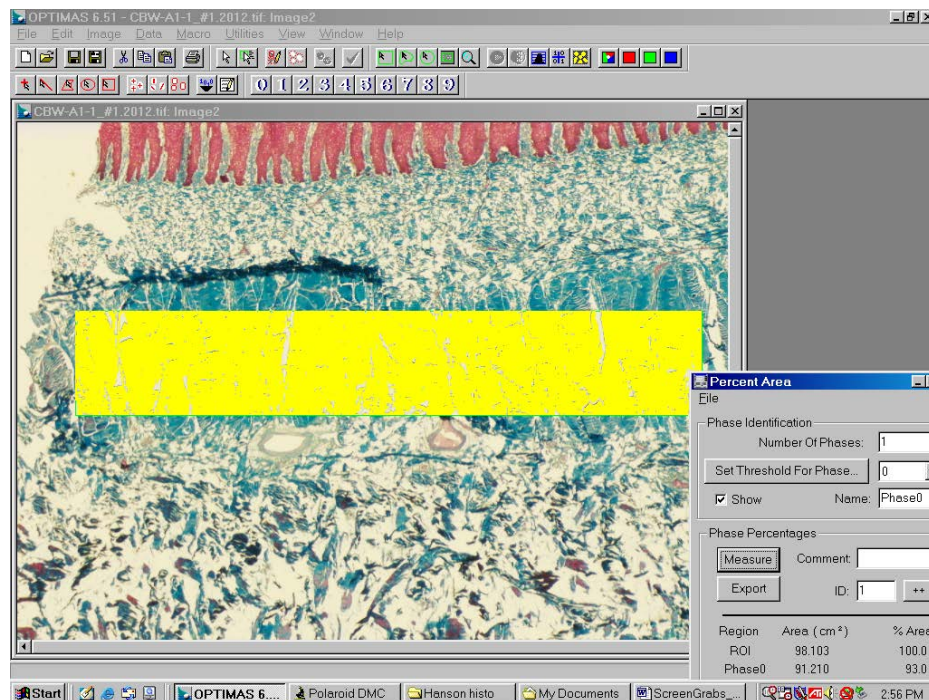 OPTIMAS 6.51 - CBW-A1-1_#1.2012.tif: Image2
File Edit Image Data Macro Utilities View Window Help
0 1 2 3 4 5 6 7 8 9
CBW-A1-1_#1.2012.tif: Image2
Percent Area
File
Phase Identification
Number Of Phases: 1
Set Threshold For Phase... 0
Show Name: Phase0
Phase Percentages
Measure Comment:
Export ID: 1 ++
Region Area (cm²) % Area
ROI 98.103 100.0
Phase0 91.210 93.0
Start OPTIMAS 6.... Polaroid DMC Hanson histo My Documents ScreenGrabs_... 2:56 PM